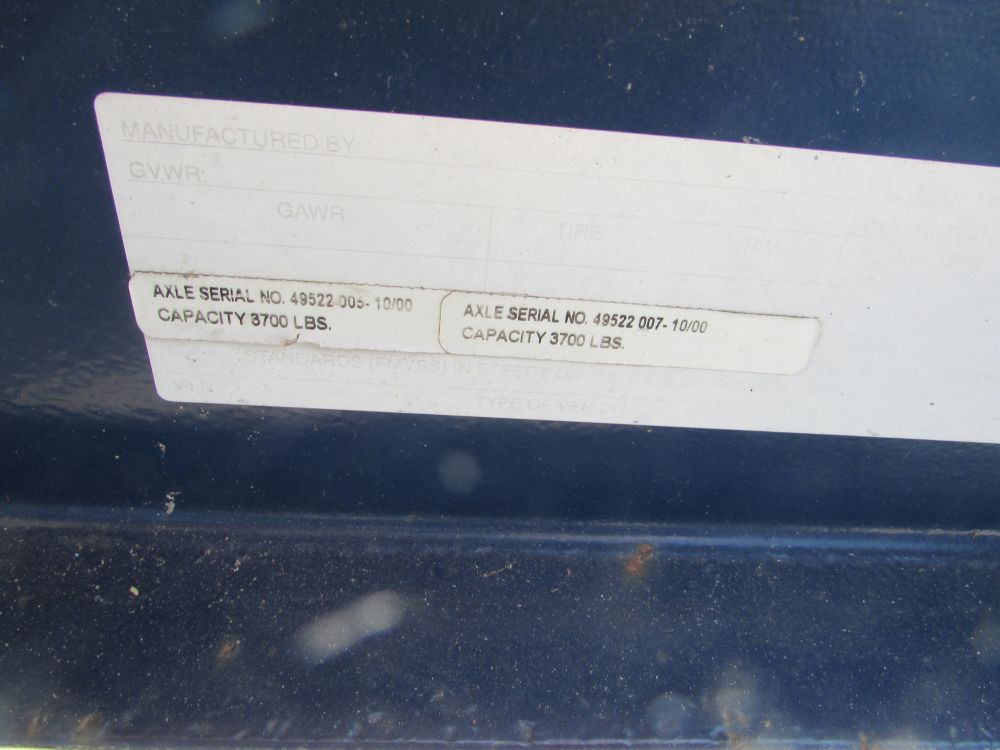 MANUFACTURED BY
GVWR:
GAWR
TIRE
RIM
AXLE SERIAL NO. 49522 005- 10/00
CAPACITY 3700 LBS.
AXLE SERIAL NO. 49522 007- 10/00
CAPACITY 3700 LBS.
STANDARDS (FMVSS) IN EFFECT ON THE DATE OF
V.I.N.
TYPE OF VEHICLE